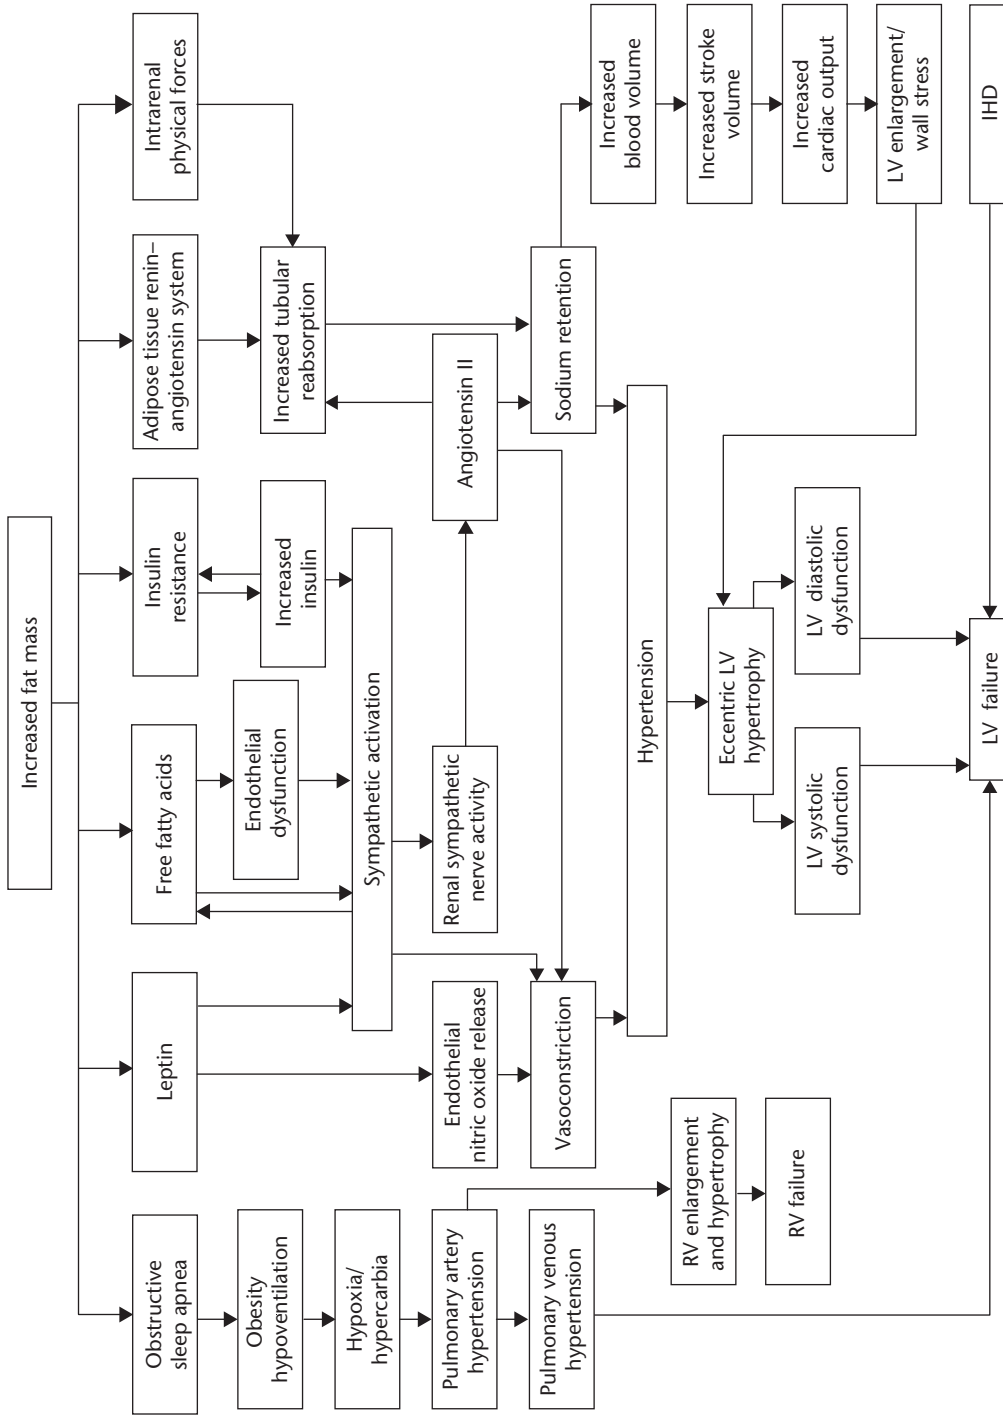 Increased fat mass
Obstructive
sleep apnea
Leptin
Free fatty acids
Insulin
resistance
Adipose tissue renin–
angiotensin system
Intrarenal
physical forces
Obesity
hypoventilation
Endothelial
dysfunction
Increased
insulin
Increased tubular
reabsorption
Hypoxia/
hypercarbia
Sympathetic activation
Pulmonary artery
hypertension
Endothelial
nitric oxide release
Renal sympathetic
nerve activity
Angiotensin II
Pulmonary venous
hypertension
Vasoconstriction
Sodium retention
Increased
blood volume
Hypertension
Increased stroke
volume
RV enlargement
and hypertrophy
Eccentric LV
hypertrophy
Increased
cardiac output
RV failure
LV systolic
dysfunction
LV diastolic
dysfunction
LV enlargement/
wall stress
LV failure
IHD